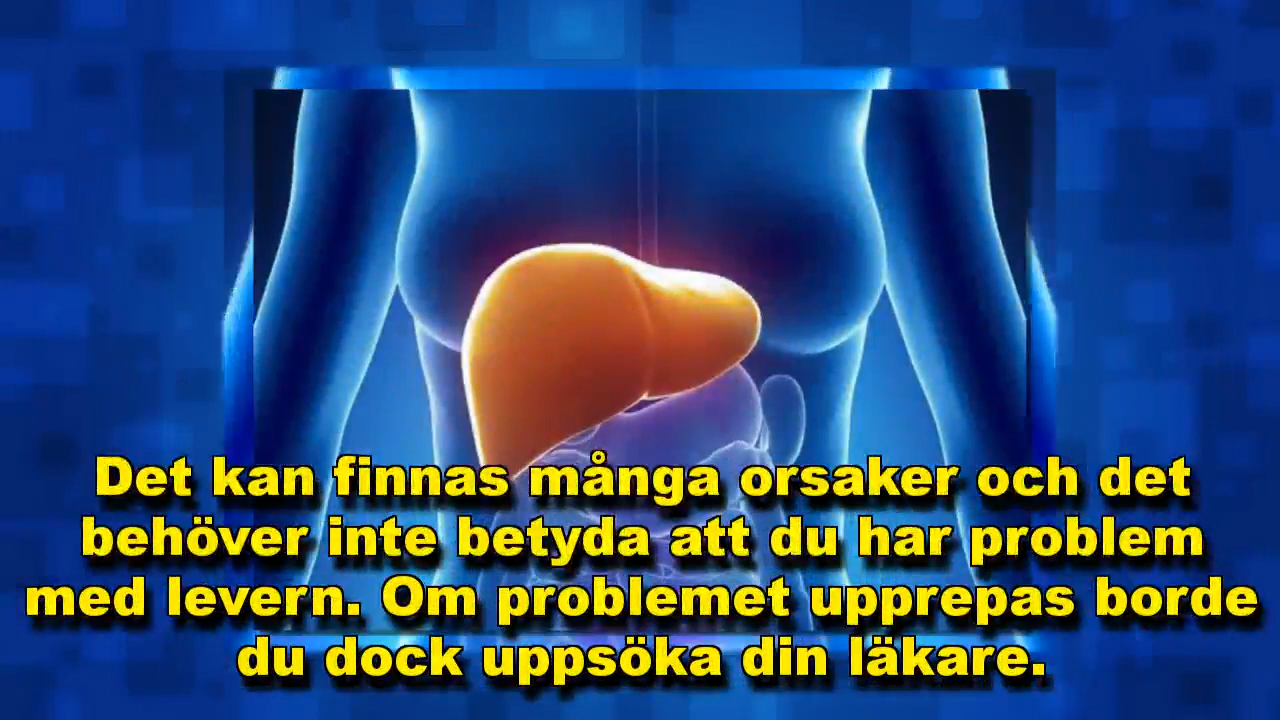 Det kan finnas många orsaker och det
behöver inte betyda att du har problem
med levern. Om problemet upprepas borde
du dock uppsöka din läkare.